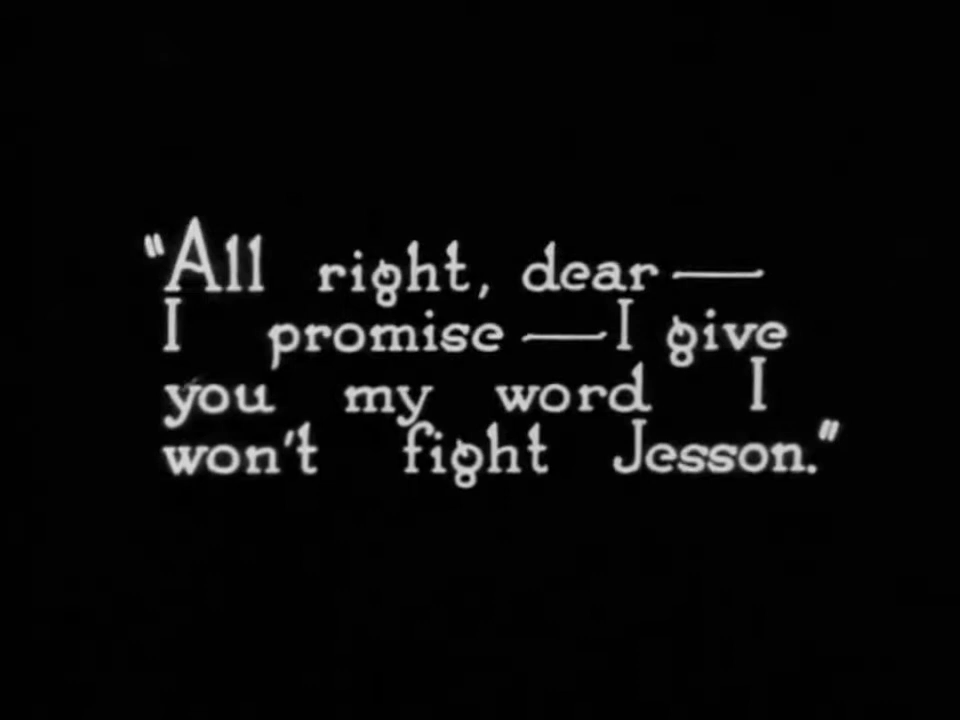 "All right, dear—
I promise—I give
you my word I
won't fight Jesson."